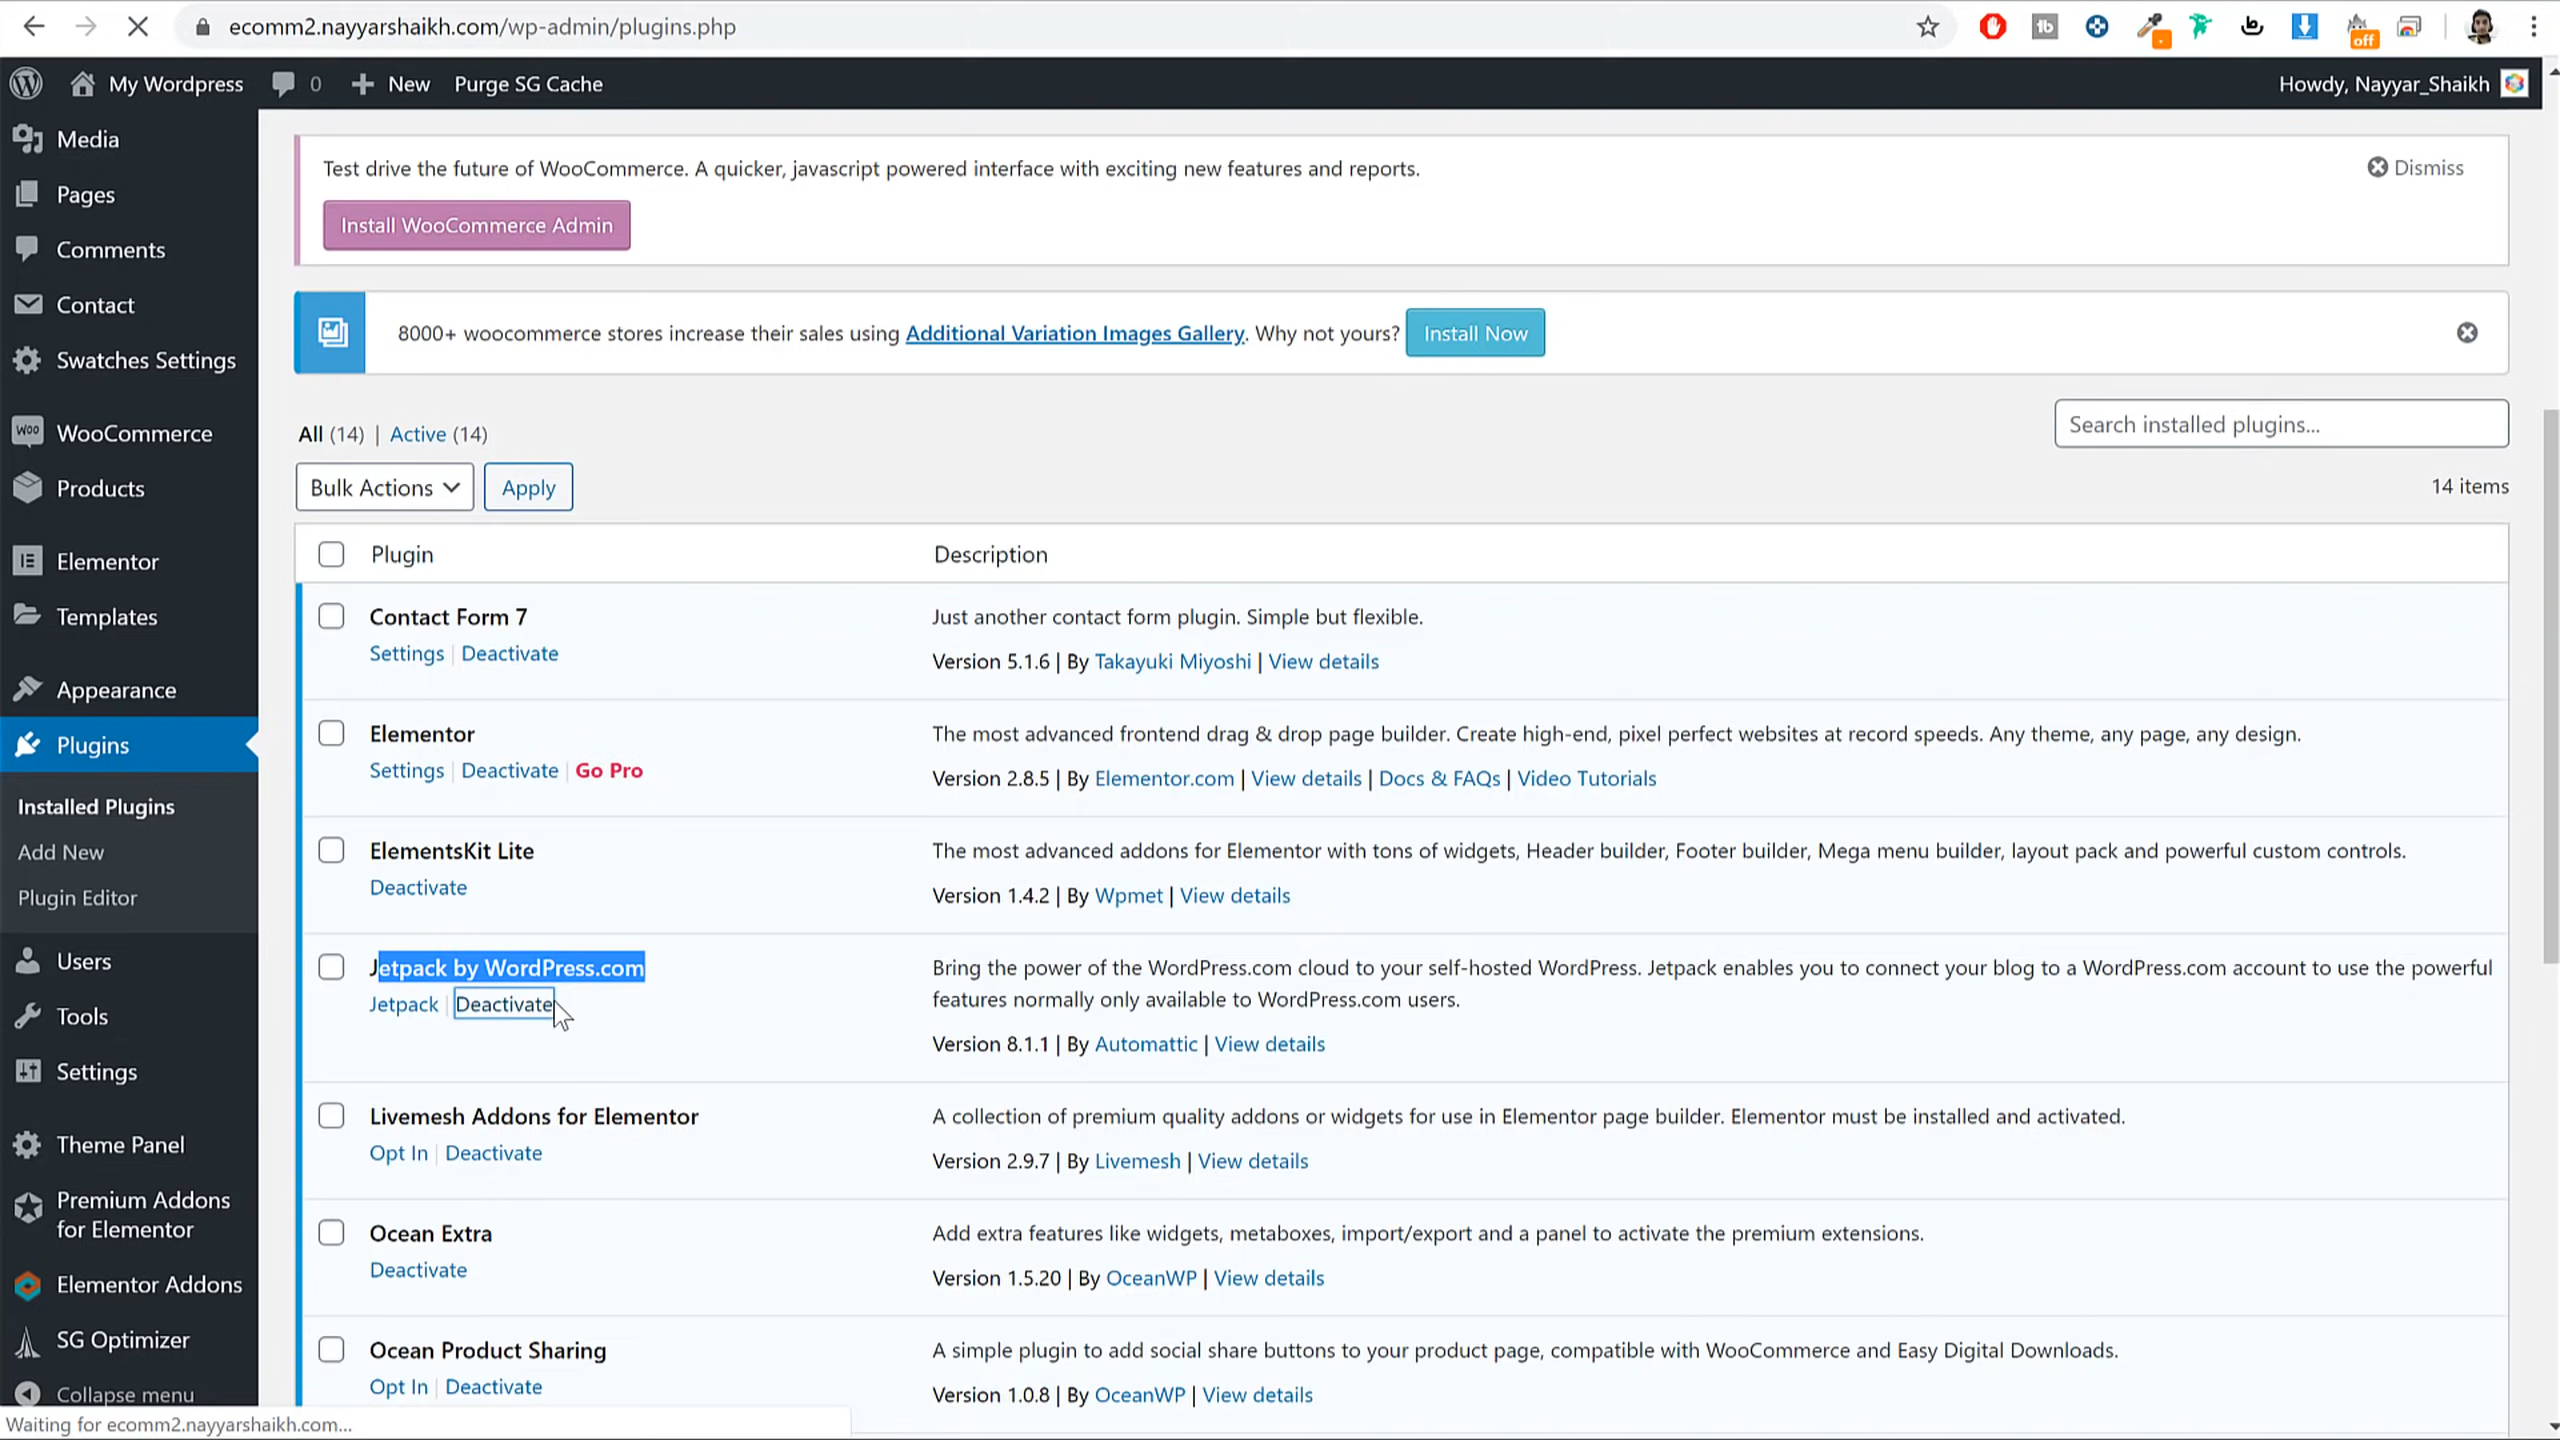 ecomm2.nayyarshaikh.com/wp-admin/plugins.php
off
My Wordpress 0 New Purge SG Cache Howdy, Nayyar_Shaikh
Media
Pages
Comments
Contact
Swatches Settings
WooCommerce
Products
Elementor
Templates
Appearance
Plugins
Installed Plugins
Add New
Plugin Editor
Users
Tools
Settings
Theme Panel
Premium Addons
for Elementor
Elementor Addons
SG Optimizer
Collapse menu
Test drive the future of WooCommerce. A quicker, javascript powered interface with exciting new features and reports.
Dismiss
Install WooCommerce Admin
8000+ woocommerce stores increase their sales using Additional Variation Images Gallery. Why not yours? Install Now
All (14) | Active (14)
Search installed plugins...
Bulk Actions Apply
14 items
Plugin Description
Contact Form 7
Settings | Deactivate
Just another contact form plugin. Simple but flexible.
Version 5.1.6 | By Takayuki Miyoshi | View details
Elementor
Settings | Deactivate | Go Pro
The most advanced frontend drag & drop page builder. Create high-end, pixel perfect websites at record speeds. Any theme, any page, any design.
Version 2.8.5 | By Elementor.com | View details | Docs & FAQs | Video Tutorials
ElementsKit Lite
Deactivate
The most advanced addons for Elementor with tons of widgets, Header builder, Footer builder, Mega menu builder, layout pack and powerful custom controls.
Version 1.4.2 | By Wpmet | View details
Jetpack by WordPress.com
Jetpack | Deactivate
Bring the power of the WordPress.com cloud to your self-hosted WordPress. Jetpack enables you to connect your blog to a WordPress.com account to use the powerful
features normally only available to WordPress.com users.
Version 8.1.1 | By Automattic | View details
Livemesh Addons for Elementor
Opt In | Deactivate
A collection of premium quality addons or widgets for use in Elementor page builder. Elementor must be installed and activated.
Version 2.9.7 | By Livemesh | View details
Ocean Extra
Deactivate
Add extra features like widgets, metaboxes, import/export and a panel to activate the premium extensions.
Version 1.5.20 | By OceanWP | View details
Ocean Product Sharing
Opt In | Deactivate
A simple plugin to add social share buttons to your product page, compatible with WooCommerce and Easy Digital Downloads.
Version 1.0.8 | By OceanWP | View details
Waiting for ecomm2.nayyarshaikh.com...